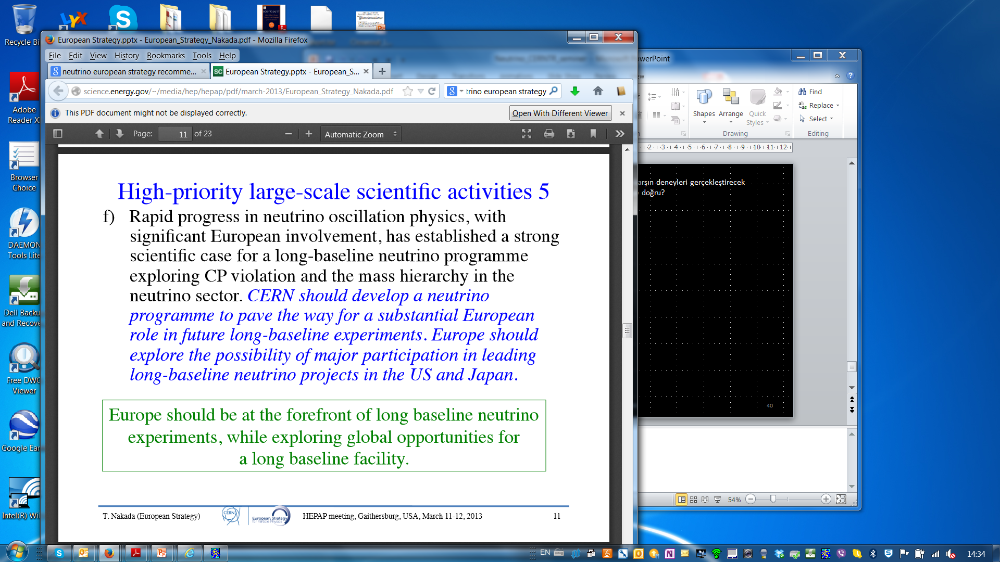 Recycle Bi
European Strategy.pptx - European_Strategy_Nakada.pdf - Mozilla Firefox
File Edit View History Bookmarks Tools Help
neutrino european strategy recomme...
SC European Strategy.pptx - European_S...
science.energy.gov/~/media/hep/hepap/pdf/march-2013/European_Strategy_Nakada.pdf
trino european strategy
This PDF document might not be displayed correctly.
Open With Different Viewer
Page: 11 of 23
Automatic Zoom
High-priority large-scale scientific activities 5
f) Rapid progress in neutrino oscillation physics, with
significant European involvement, has established a strong
scientific case for a long-baseline neutrino programme
exploring CP violation and the mass hierarchy in the
neutrino sector. CERN should develop a neutrino
programme to pave the way for a substantial European
role in future long-baseline experiments. Europe should
explore the possibility of major participation in leading
long-baseline neutrino projects in the US and Japan.
Europe should be at the forefront of long baseline neutrino
experiments, while exploring global opportunities for
a long baseline facility.
T. Nakada (European Strategy)
CERN
European Strategy
for Particle Physics
HEPAP meeting, Gaithersburg, USA, March 11-12, 2013
11
Adobe
Reader X
Browser
Choice
DAEMON
Tools Lite
Dell Backu
and Recove
Free DWG
Viewer
Google Ear
Intel(R) Wi
owerPoint
ew
Shapes
Arrange
Quick
Styles
Drawing
Find
Replace
Select
Editing
2 3 4 5 6 7 8 9 10 11 12
arşın deneyleri gerçekleştirecek
e doğru?
40
54%
EN
14:34